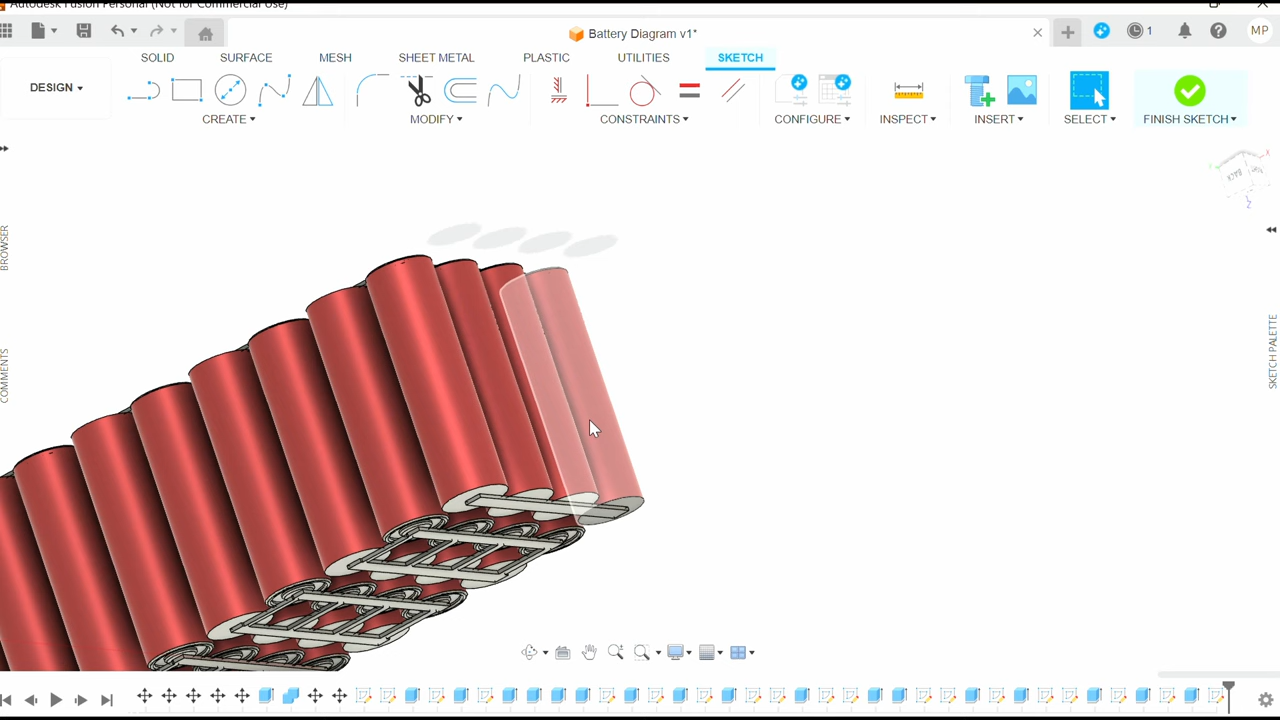 Autodesk Fusion Personal (Not for Commercial Use)
Battery Diagram v1*
1
MP
SOLID
SURFACE
MESH
SHEET METAL
PLASTIC
UTILITIES
SKETCH
DESIGN
CREATE
MODIFY
CONSTRAINTS
CONFIGURE
INSPECT
INSERT
SELECT
FINISH SKETCH
BACK
X
Z
BROWSER
COMMENTS
SKETCH PALETTE